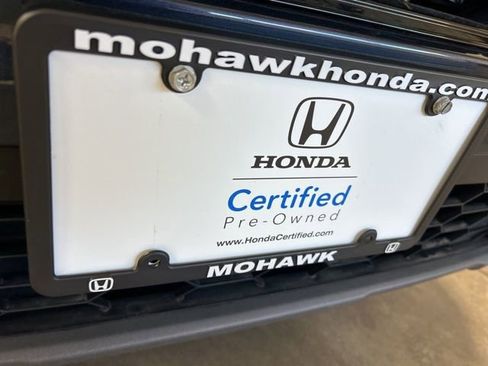 mohawkhonda.com
HONDA
Certified
Pre-Owned
www.HondaCertified.com
MOHAWK